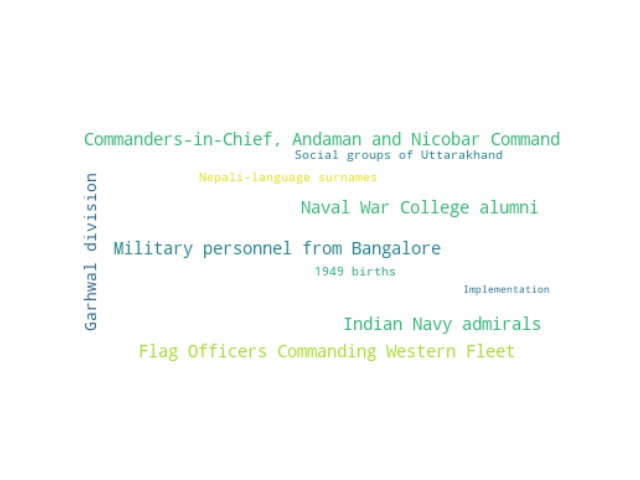 Commanders-in-Chief, Andaman and Nicobar Command
Social groups of Uttarakhand
Nepali-language surnames
Naval War College alumni
Garhwal division
Military personnel from Bangalore
1949 births
Implementation
Indian Navy admirals
Flag Officers Commanding Western Fleet